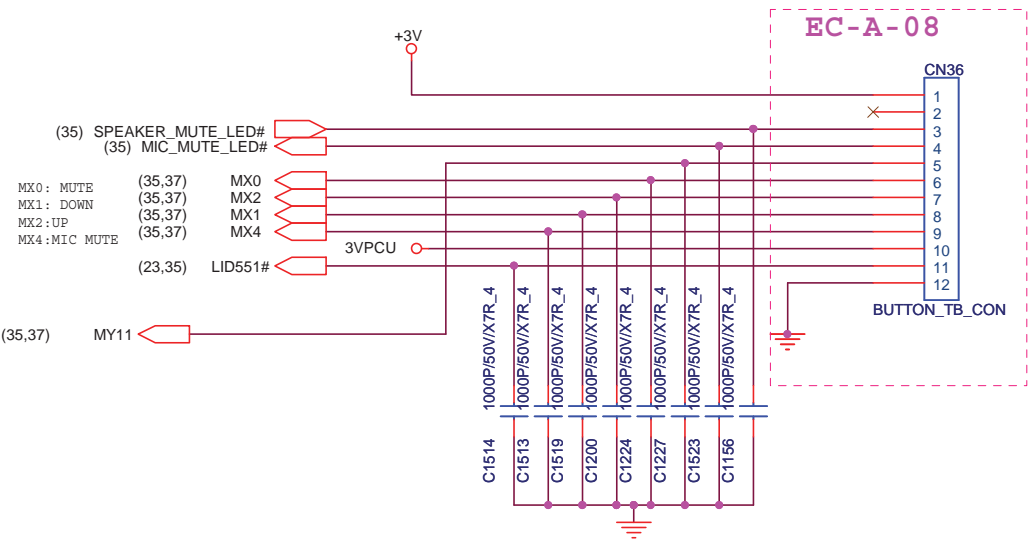 EC-A-08
+3V
CN36
1
2
3
4
5
6
7
8
9
10
11
12
BUTTON_TB_CON
(35) SPEAKER_MUTE_LED#
(35) MIC_MUTE_LED#
MX0: MUTE
MX1: DOWN
MX2:UP
MX4:MIC MUTE
(35,37) MX0
(35,37) MX2
(35,37) MX1
(35,37) MX4
3VPCU
(23,35) LID551#
(35,37) MY11
1000P/50V/X7R_4
1000P/50V/X7R_4
1000P/50V/X7R_4
1000P/50V/X7R_4
1000P/50V/X7R_4
1000P/50V/X7R_4
1000P/50V/X7R_4
1000P/50V/X7R_4
C1514
C1513
C1519
C1200
C1224
C1227
C1523
C1156